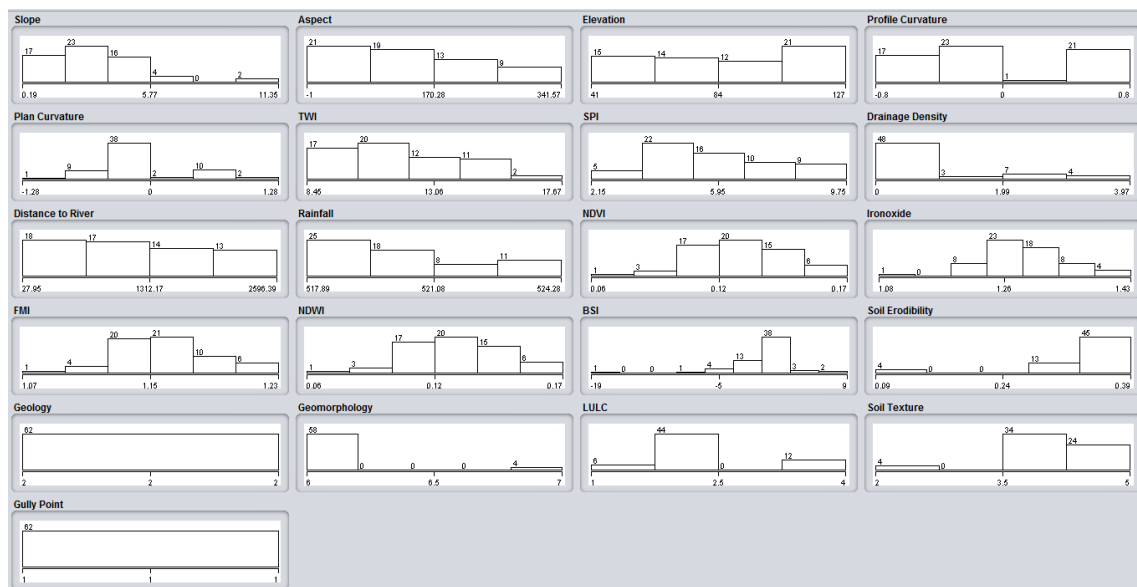 Slope
17 23 16 4 0 2
0.19 5.77 11.35
Aspect
21 19 13 9
-1 170.28 341.57
Elevation
15 14 12 21
41 84 127
Profile Curvature
17 23 1 21
-0.8 0 0.8
Plan Curvature
1 9 38 2 10 2
-1.28 0 1.28
TWI
17 20 12 11 2
8.45 13.06 17.67
SPI
5 22 16 10 9
2.15 5.95 9.75
Drainage Density
48 3 7 4
0 1.99 3.97
Distance to River
18 17 14 13
27.95 1312.17 2596.39
Rainfall
25 18 8 11
517.89 521.08 524.28
NDVI
1 3 17 20 15 6
0.06 0.12 0.17
Ironoxide
1 0 8 23 18 8 4
1.08 1.26 1.43
FMI
1 4 20 21 10 6
1.07 1.15 1.23
NDWI
1 3 17 20 15 6
0.06 0.12 0.17
BSI
1 0 0 1 4 13 38 3 2
-19 -5 9
Soil Erodibility
4 0 0 13 45
0.09 0.24 0.39
Geology
62
2 2 2
Geomorphology
58 0 0 0 4
6 6.5 7
LULC
6 44 0 12
1 2.5 4
Soil Texture
4 0 34 24
2 3.5 5
Gully Point
62
1 1 1